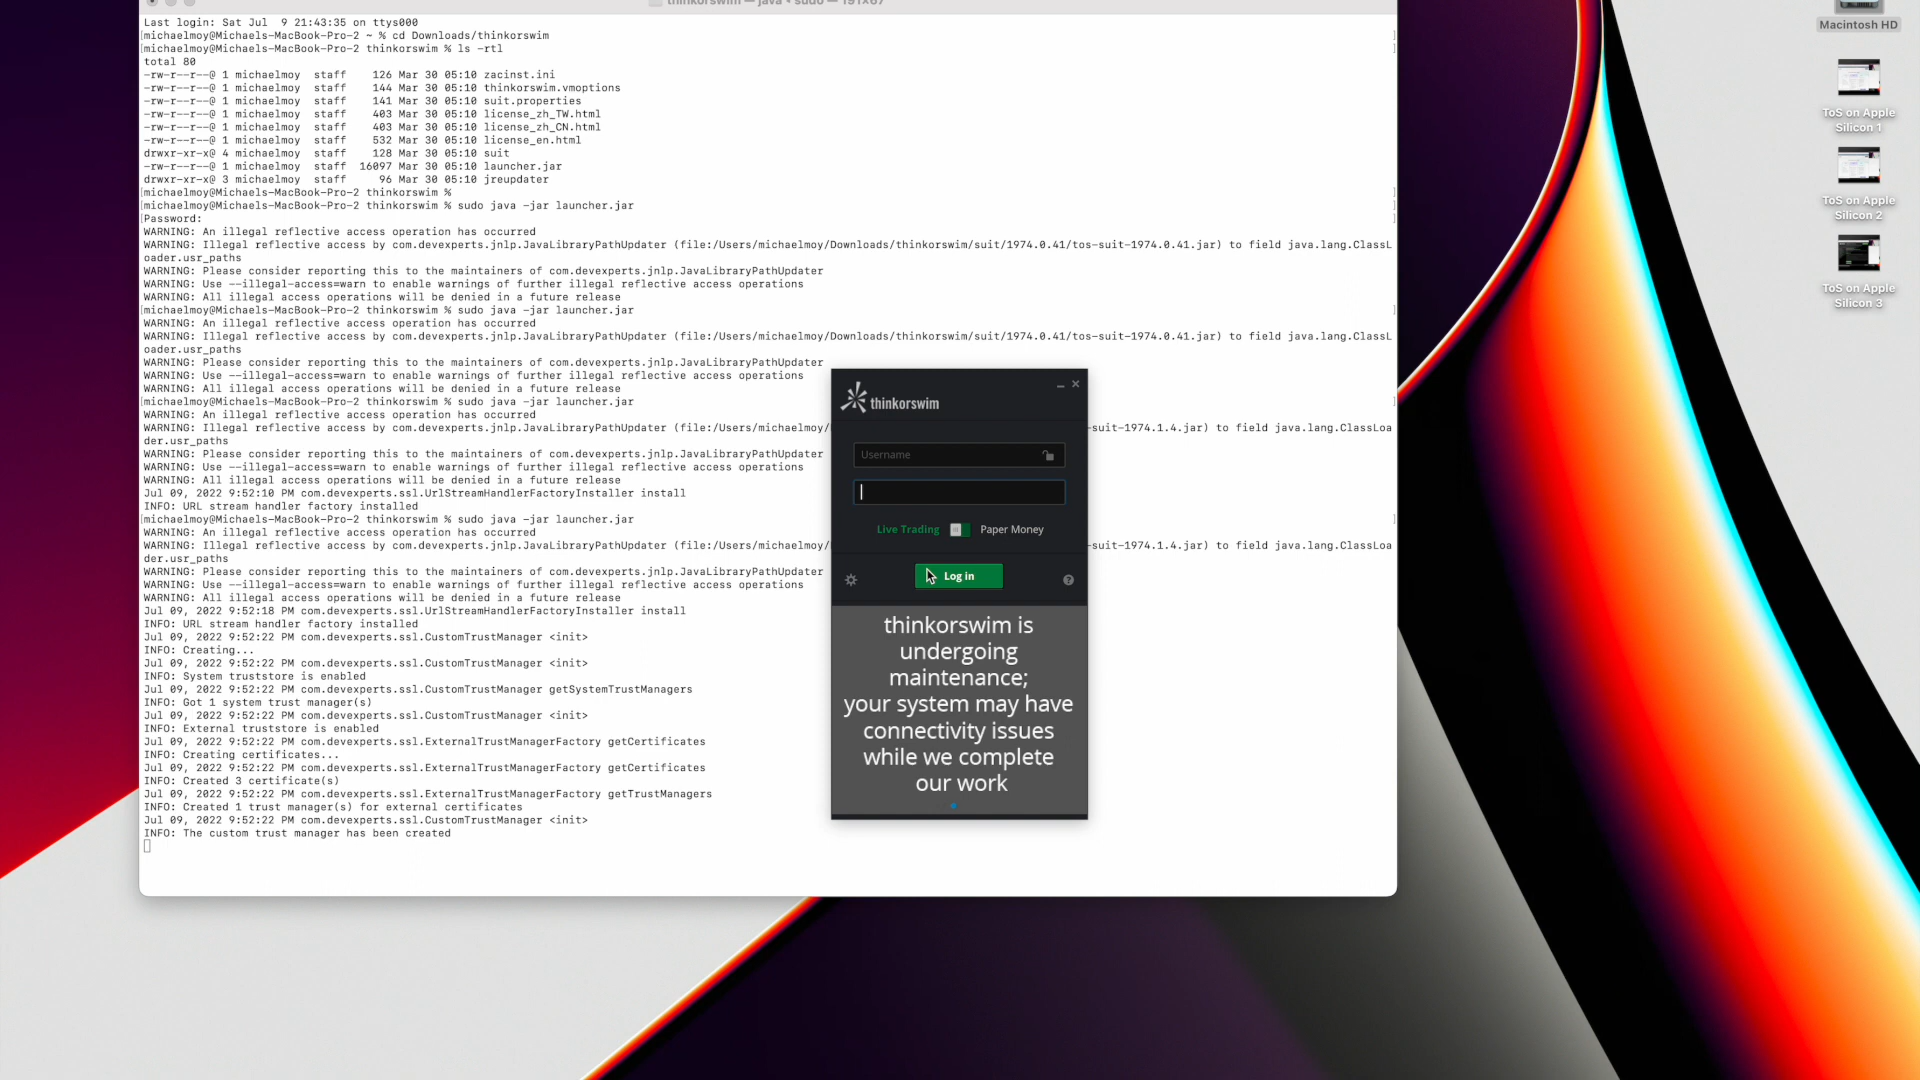 thinkorswim — java ◂ sudo — 191×67
Last login: Sat Jul  9 21:43:35 on ttys000
[michaelmoy@Michaels-MacBook-Pro-2 ~ % cd Downloads/thinkorswim ]
[michaelmoy@Michaels-MacBook-Pro-2 thinkorswim % ls -rtl ]
total 80
-rw-r--r--@ 1 michaelmoy  staff    126 Mar 30 05:10 zacinst.ini
-rw-r--r--@ 1 michaelmoy  staff    144 Mar 30 05:10 thinkorswim.vmoptions
-rw-r--r--@ 1 michaelmoy  staff    141 Mar 30 05:10 suit.properties
-rw-r--r--@ 1 michaelmoy  staff    403 Mar 30 05:10 license_zh_TW.html
-rw-r--r--@ 1 michaelmoy  staff    403 Mar 30 05:10 license_zh_CN.html
-rw-r--r--@ 1 michaelmoy  staff    532 Mar 30 05:10 license_en.html
drwxr-xr-x@ 4 michaelmoy  staff    128 Mar 30 05:10 suit
-rw-r--r--@ 1 michaelmoy  staff  16097 Mar 30 05:10 launcher.jar
drwxr-xr-x@ 3 michaelmoy  staff     96 Mar 30 05:10 jreupdater
[michaelmoy@Michaels-MacBook-Pro-2 thinkorswim % ]
[michaelmoy@Michaels-MacBook-Pro-2 thinkorswim % sudo java -jar launcher.jar ]
[Password: ]
WARNING: An illegal reflective access operation has occurred
WARNING: Illegal reflective access by com.devexperts.jnlp.JavaLibraryPathUpdater (file:/Users/michaelmoy/Downloads/thinkorswim/suit/1974.0.41/tos-suit-1974.0.41.jar) to field java.lang.ClassL
oader.usr_paths
WARNING: Please consider reporting this to the maintainers of com.devexperts.jnlp.JavaLibraryPathUpdater
WARNING: Use --illegal-access=warn to enable warnings of further illegal reflective access operations
WARNING: All illegal access operations will be denied in a future release
[michaelmoy@Michaels-MacBook-Pro-2 thinkorswim % sudo java -jar launcher.jar ]
WARNING: An illegal reflective access operation has occurred
WARNING: Illegal reflective access by com.devexperts.jnlp.JavaLibraryPathUpdater (file:/Users/michaelmoy/Downloads/thinkorswim/suit/1974.0.41/tos-suit-1974.0.41.jar) to field java.lang.ClassL
oader.usr_paths
WARNING: Please consider reporting this to the maintainers of com.devexperts.jnlp.JavaLibraryPathUpdater
WARNING: Use --illegal-access=warn to enable warnings of further illegal reflective access operations
WARNING: All illegal access operations will be denied in a future release
[michaelmoy@Michaels-MacBook-Pro-2 thinkorswim % sudo java -jar launcher.jar
WARNING: An illegal reflective access operation has occurred
WARNING: Illegal reflective access by com.devexperts.jnlp.JavaLibraryPathUpdater (file:/Users/michaelmoy/ -suit-1974.1.4.jar) to field java.lang.ClassLoa
der.usr_paths
WARNING: Please consider reporting this to the maintainers of com.devexperts.jnlp.JavaLibraryPathUpdater
WARNING: Use --illegal-access=warn to enable warnings of further illegal reflective access operations
WARNING: All illegal access operations will be denied in a future release
Jul 09, 2022 9:52:10 PM com.devexperts.ssl.UrlStreamHandlerFactoryInstaller install
INFO: URL stream handler factory installed
[michaelmoy@Michaels-MacBook-Pro-2 thinkorswim % sudo java -jar launcher.jar ]
WARNING: An illegal reflective access operation has occurred
WARNING: Illegal reflective access by com.devexperts.jnlp.JavaLibraryPathUpdater (file:/Users/michaelmoy/ -suit-1974.1.4.jar) to field java.lang.ClassLoa
der.usr_paths
WARNING: Please consider reporting this to the maintainers of com.devexperts.jnlp.JavaLibraryPathUpdater
WARNING: Use --illegal-access=warn to enable warnings of further illegal reflective access operations
WARNING: All illegal access operations will be denied in a future release
Jul 09, 2022 9:52:18 PM com.devexperts.ssl.UrlStreamHandlerFactoryInstaller install
INFO: URL stream handler factory installed
Jul 09, 2022 9:52:22 PM com.devexperts.ssl.CustomTrustManager <init>
INFO: Creating...
Jul 09, 2022 9:52:22 PM com.devexperts.ssl.CustomTrustManager <init>
INFO: System truststore is enabled
Jul 09, 2022 9:52:22 PM com.devexperts.ssl.CustomTrustManager getSystemTrustManagers
INFO: Got 1 system trust manager(s)
Jul 09, 2022 9:52:22 PM com.devexperts.ssl.CustomTrustManager <init>
INFO: External truststore is enabled
Jul 09, 2022 9:52:22 PM com.devexperts.ssl.ExternalTrustManagerFactory getCertificates
INFO: Creating certificates...
Jul 09, 2022 9:52:22 PM com.devexperts.ssl.ExternalTrustManagerFactory getCertificates
INFO: Created 3 certificate(s)
Jul 09, 2022 9:52:22 PM com.devexperts.ssl.ExternalTrustManagerFactory getTrustManagers
INFO: Created 1 trust manager(s) for external certificates
Jul 09, 2022 9:52:22 PM com.devexperts.ssl.CustomTrustManager <init>
INFO: The custom trust manager has been created
thinkorswim
Username
Live Trading Paper Money
Log in
thinkorswim is
undergoing
maintenance;
your system may have
connectivity issues
while we complete
our work
Macintosh HD
ToS on Apple
Silicon 1
ToS on Apple
Silicon 2
ToS on Apple
Silicon 3